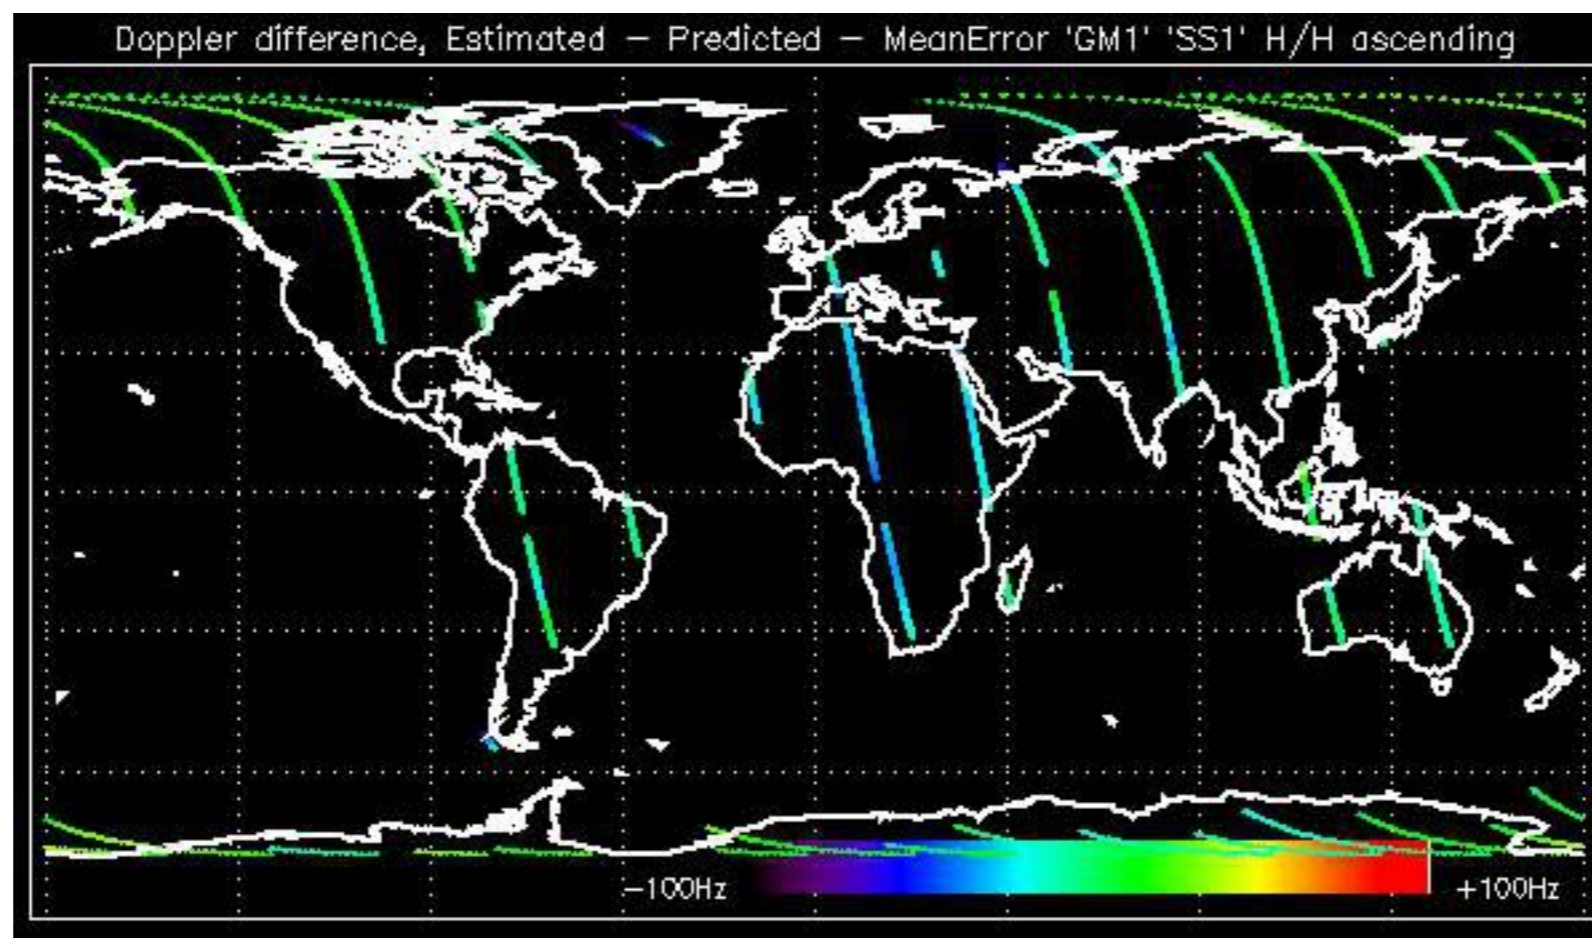 Doppler difference, Estimated — Predicted — MeanError 'GM1' 'SS1' H/H ascending
-100Hz
+100Hz